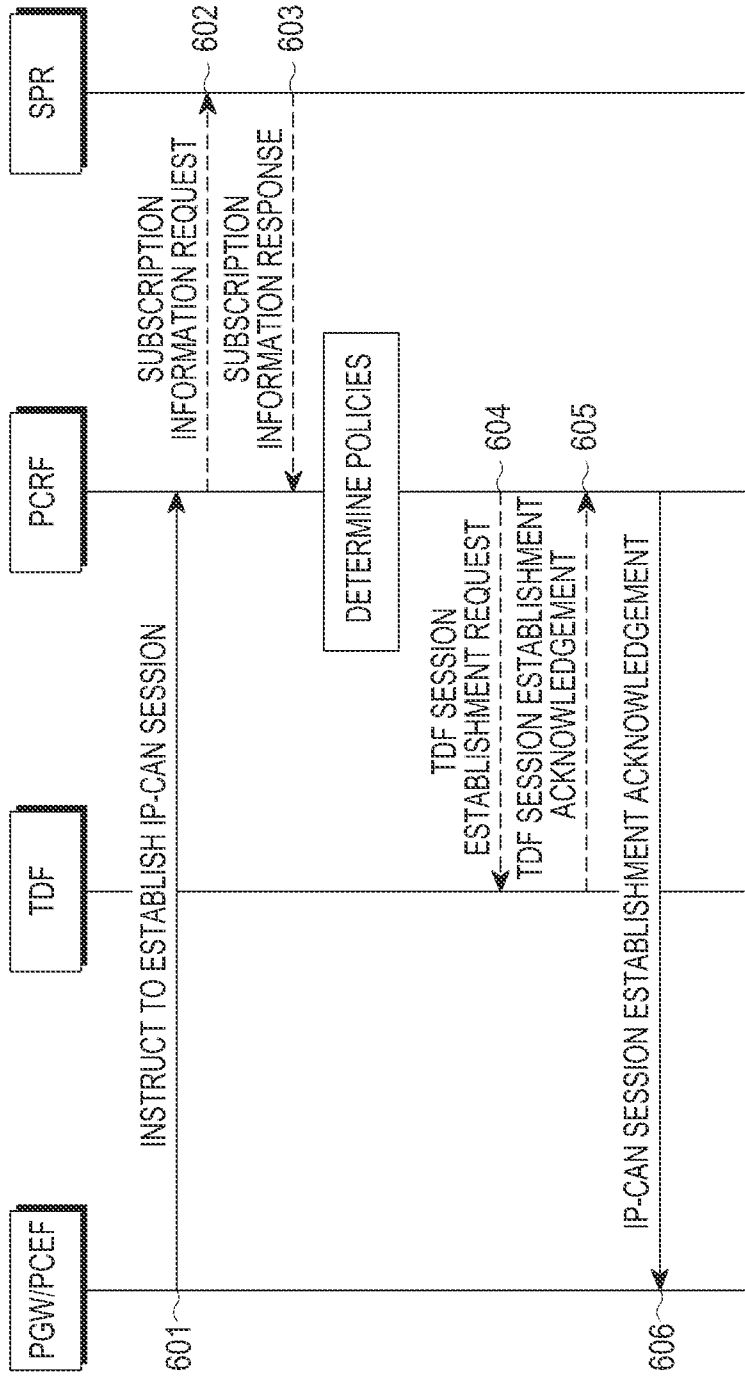 PGW/PCEF
TDF
PCRF
SPR
601
INSTRUCT TO ESTABLISH IP-CAN SESSION
SUBSCRIPTION
INFORMATION REQUEST
602
SUBSCRIPTION
INFORMATION RESPONSE
603
DETERMINE POLICIES
TDF SESSION
ESTABLISHMENT REQUEST
604
TDF SESSION ESTABLISHMENT
ACKNOWLEDGEMENT
605
IP-CAN SESSION ESTABLISHMENT ACKNOWLEDGEMENT
606